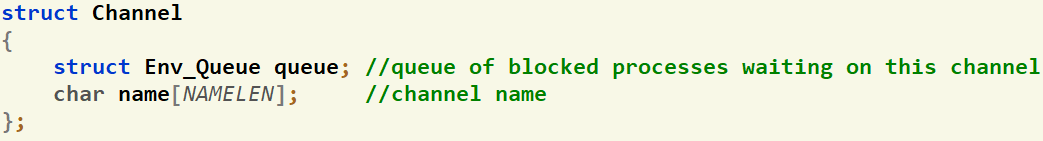 struct Channel
{
    struct Env_Queue queue; //queue of blocked processes waiting on this channel
    char name[NAMELEN];     //channel name
};